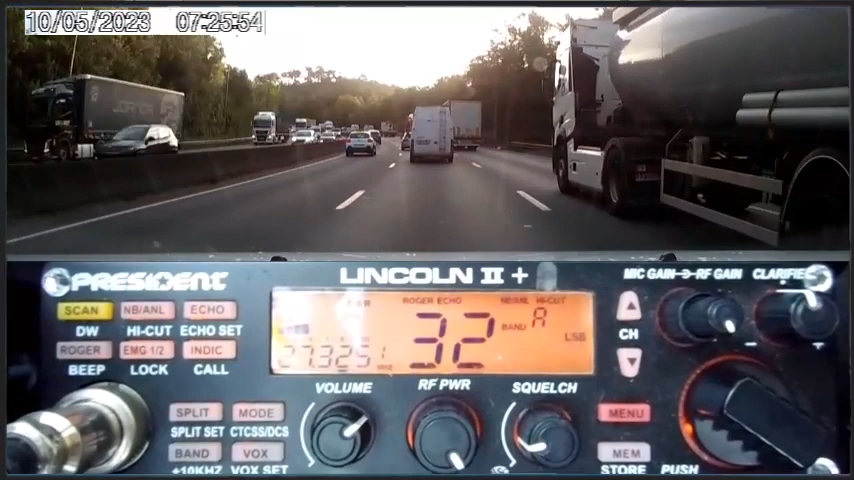 10/05/2023 07:25:54
JORFOR
PRESIDENT LINCOLN II + MIC GAIN RF GAIN CLARIFIER
SCAN NB/ANL ECHO
DW HI-CUT ECHO SET
ROGER EMG 1/2 INDIC
BEEP LOCK CALL
ROGER ECHO NB/ANL HI-CUT
32 BAND A LSB
27.325
CH
VOLUME RF PWR SQUELCH
SPLIT MODE MENU
SPLIT SET CTCSS/DCS
BAND VOX MEM
+10KHZ VOX SET STORE PUSH